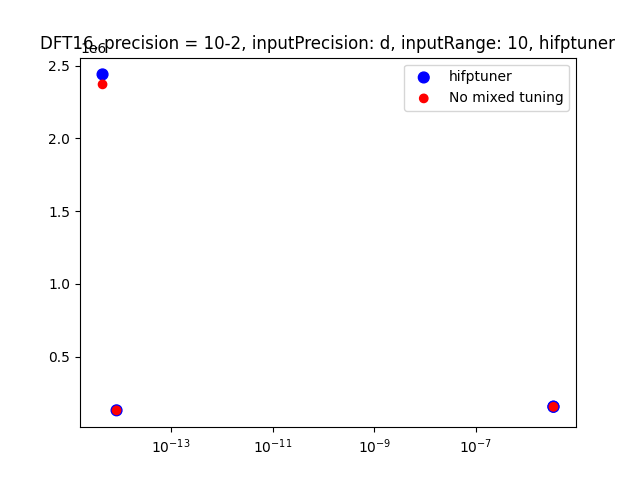 DFT16, precision = 10-2, inputPrecision: d, inputRange: 10, hifptuner
1e6
2.5
2.0
1.5
1.0
0.5
hifptuner
No mixed tuning
10⁻¹³ 10⁻¹¹ 10⁻⁹ 10⁻⁷